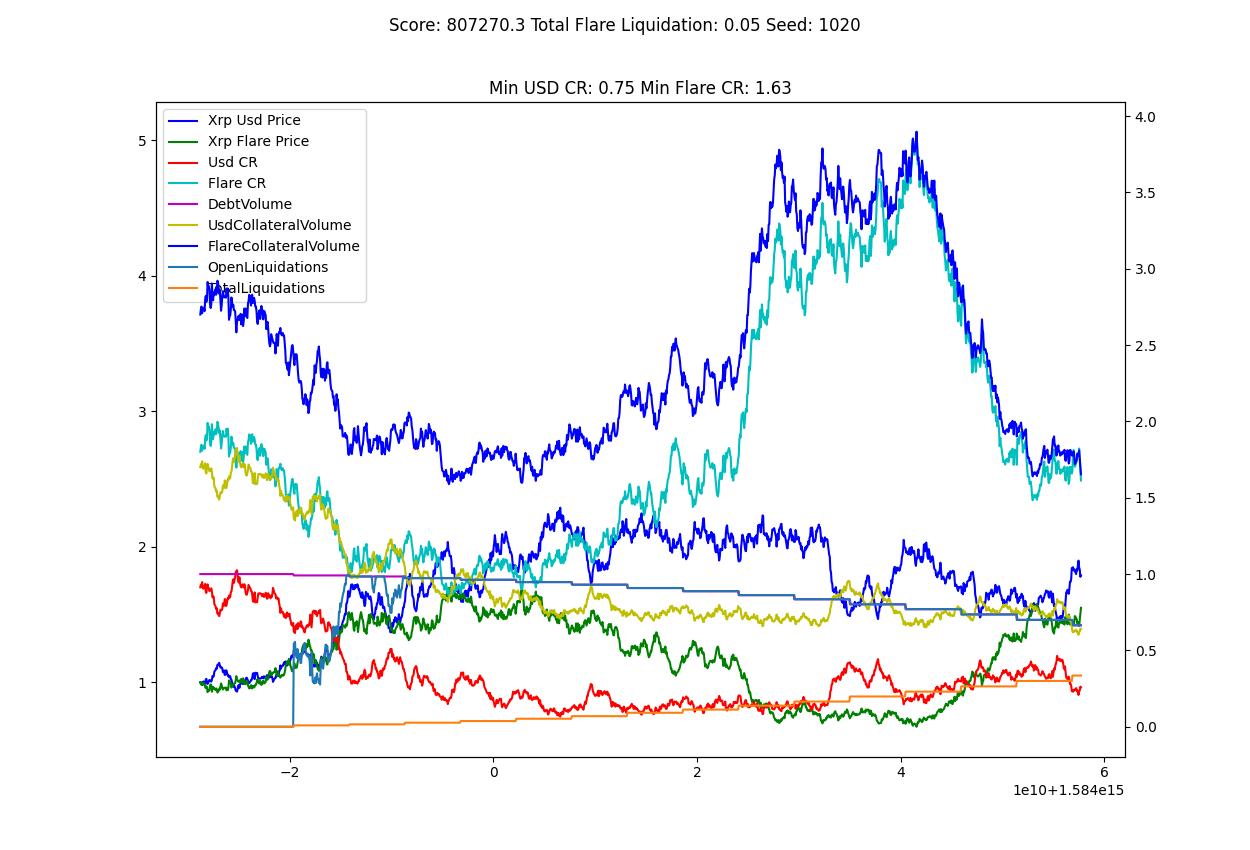 Score: 807270.3 Total Flare Liquidation: 0.05 Seed: 1020
Min USD CR: 0.75 Min Flare CR: 1.63
Xrp Usd Price
Xrp Flare Price
Usd CR
Flare CR
DebtVolume
UsdCollateralVolume
FlareCollateralVolume
OpenLiquidations
TotalLiquidations
5
4
3
2
1
4.0
3.5
3.0
2.5
2.0
1.5
1.0
0.5
0.0
−2 0 2 4 6
1e10+1.584e15